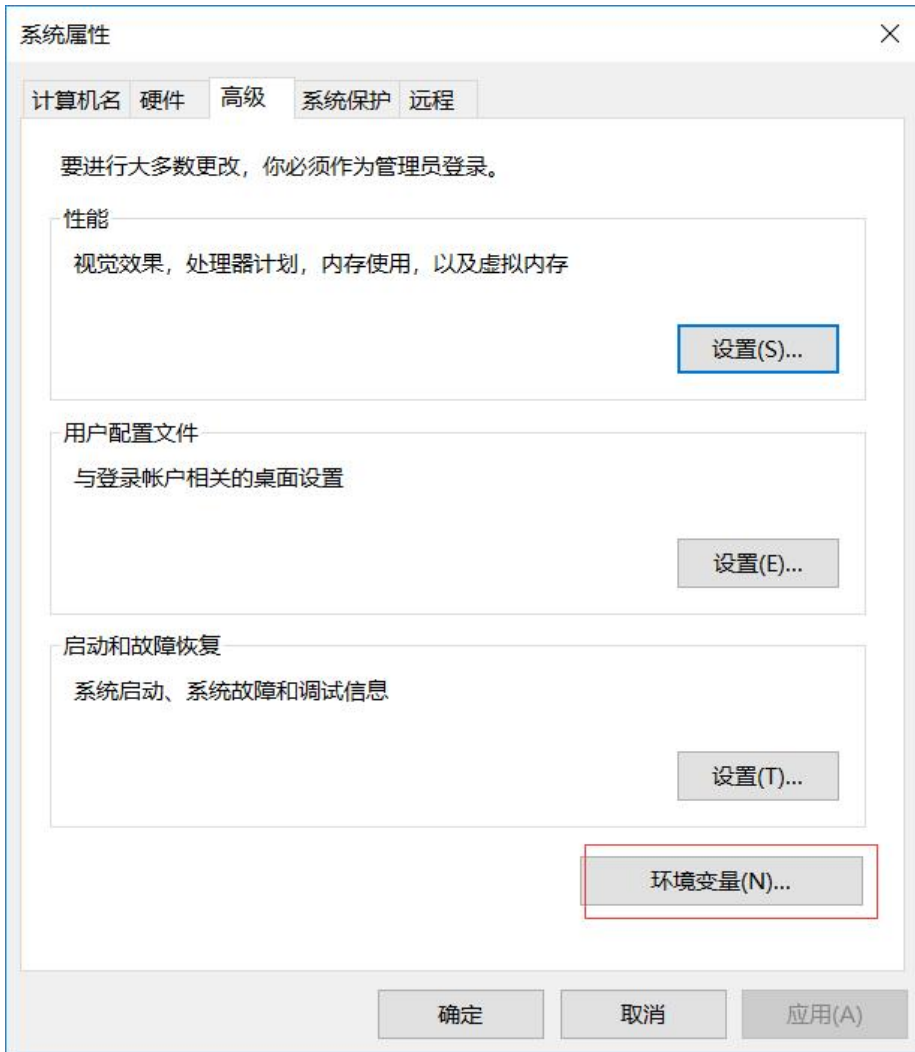 系统属性
计算机名 硬件 高级 系统保护 远程
要进行大多数更改，你必须作为管理员登录。
性能
视觉效果，处理器计划，内存使用，以及虚拟内存
设置(S)...
用户配置文件
与登录帐户相关的桌面设置
设置(E)...
启动和故障恢复
系统启动、系统故障和调试信息
设置(T)...
环境变量(N)...
确定 取消 应用(A)